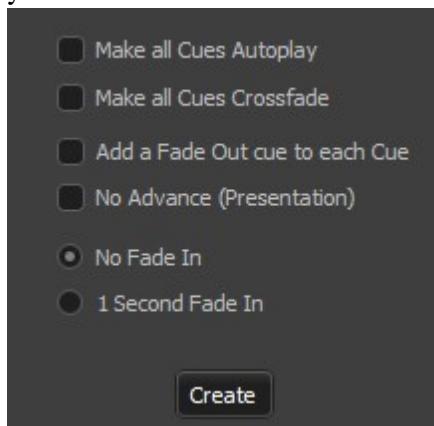 Make all Cues Autoplay
Make all Cues Crossfade
Add a Fade Out cue to each Cue
No Advance (Presentation)
No Fade In
1 Second Fade In
Create